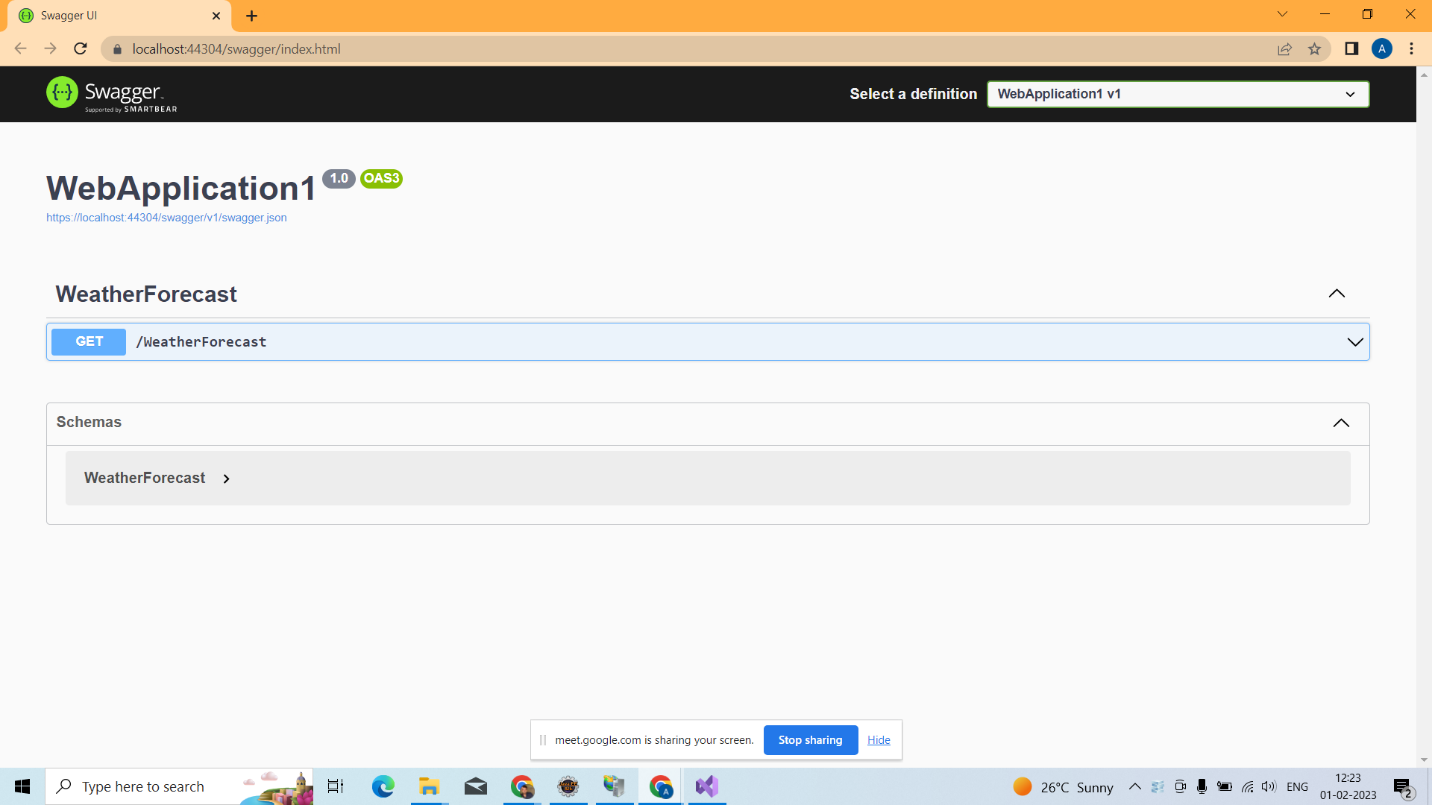 Swagger UI
localhost:44304/swagger/index.html
A
{··}
Swagger
Supported by SMARTBEAR
Select a definition
WebApplication1 v1
WebApplication1 1.0 OAS3
https://localhost:44304/swagger/v1/swagger.json
WeatherForecast
GET /WeatherForecast
Schemas
WeatherForecast
meet.google.com is sharing your screen. Stop sharing Hide
Type here to search
A
26°C Sunny
ENG
12:23
01-02-2023
2